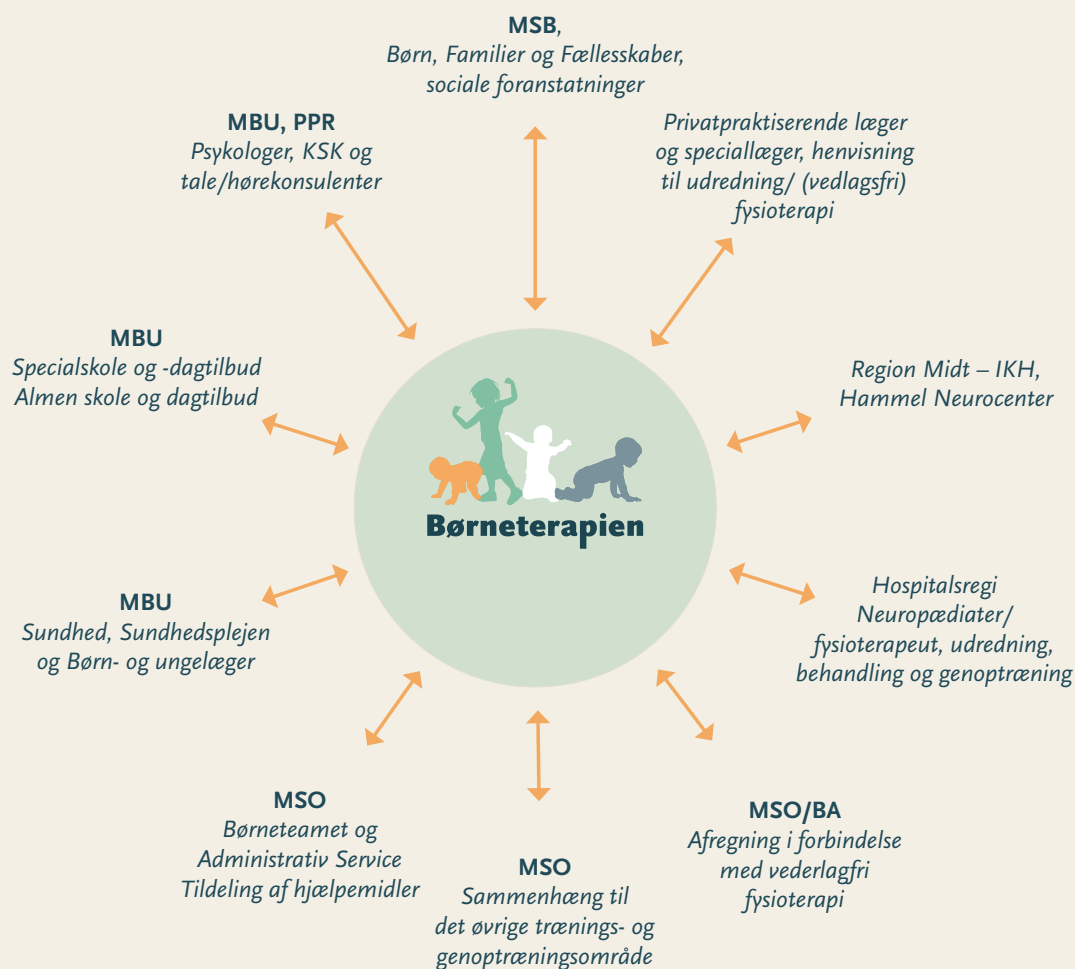 MSB,
Børn, Familier og Fællesskaber,
sociale foranstatninger
MBU, PPR
Psykologer, KSK og
tale/hørekonsulenter
Privatpraktiserende læger
og speciallæger, henvisning
til udredning/ (vedlagsfri)
fysioterapi
MBU
Specialskole og -dagtilbud
Almen skole og dagtilbud
Region Midt – IKH,
Hammel Neurocenter
Børneterapien
MBU
Sundhed, Sundhedsplejen
og Børn- og ungelæger
Hospitalsregi
Neuropædiater/
fysioterapeut, udredning,
behandling og genoptræning
MSO
Børneteamet og
Administrativ Service
Tildeling af hjælpemidler
MSO
Sammenhæng til
det øvrige trænings- og
genoptræningsområde
MSO/BA
Afregning i forbindelse
med vederlagfri
fysioterapi